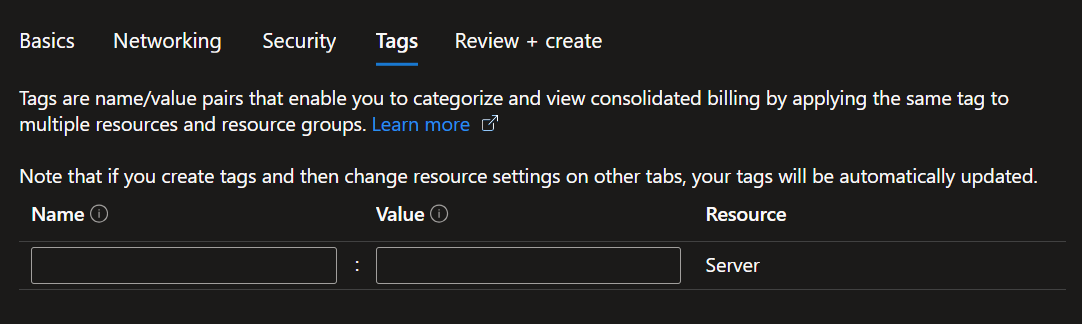 Basics Networking Security Tags Review + create
Tags are name/value pairs that enable you to categorize and view consolidated billing by applying the same tag to
multiple resources and resource groups. Learn more
Note that if you create tags and then change resource settings on other tabs, your tags will be automatically updated.
Name Value Resource
: Server